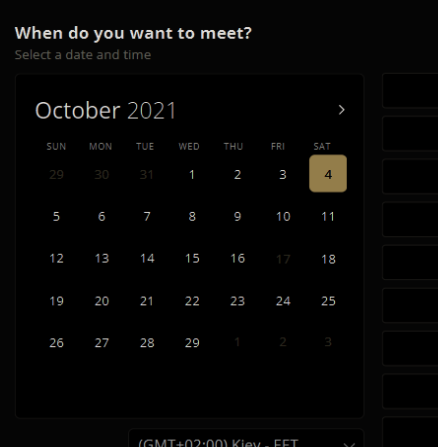 When do you want to meet?
Select a date and time
October 2021
SUN MON TUE WED THU FRI SAT
29 30 31 1 2 3 4
5 6 7 8 9 10 11
12 13 14 15 16 17 18
19 20 21 22 23 24 25
26 27 28 29 1 2 3
(GMT+02:00) Kiev - EET